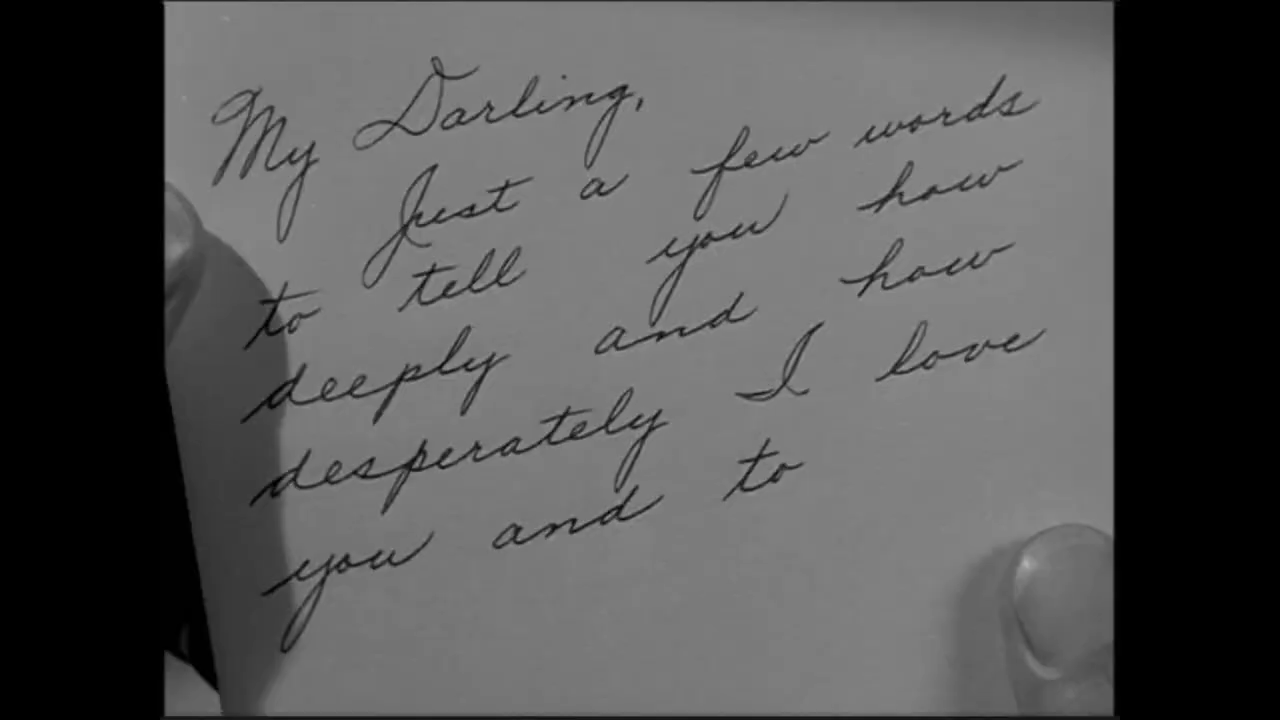 My Darling,
Just a few words
to tell you how
deeply and how
desperately I love
you and to